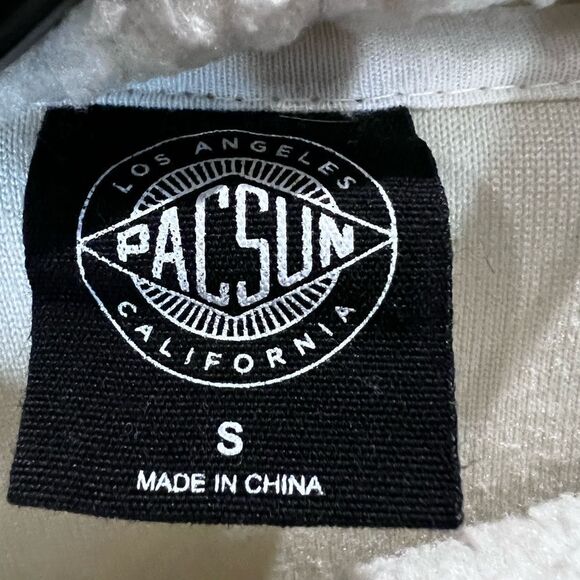 LOS ANGELES
PACSUN
CALIFORNIA
S
MADE IN CHINA